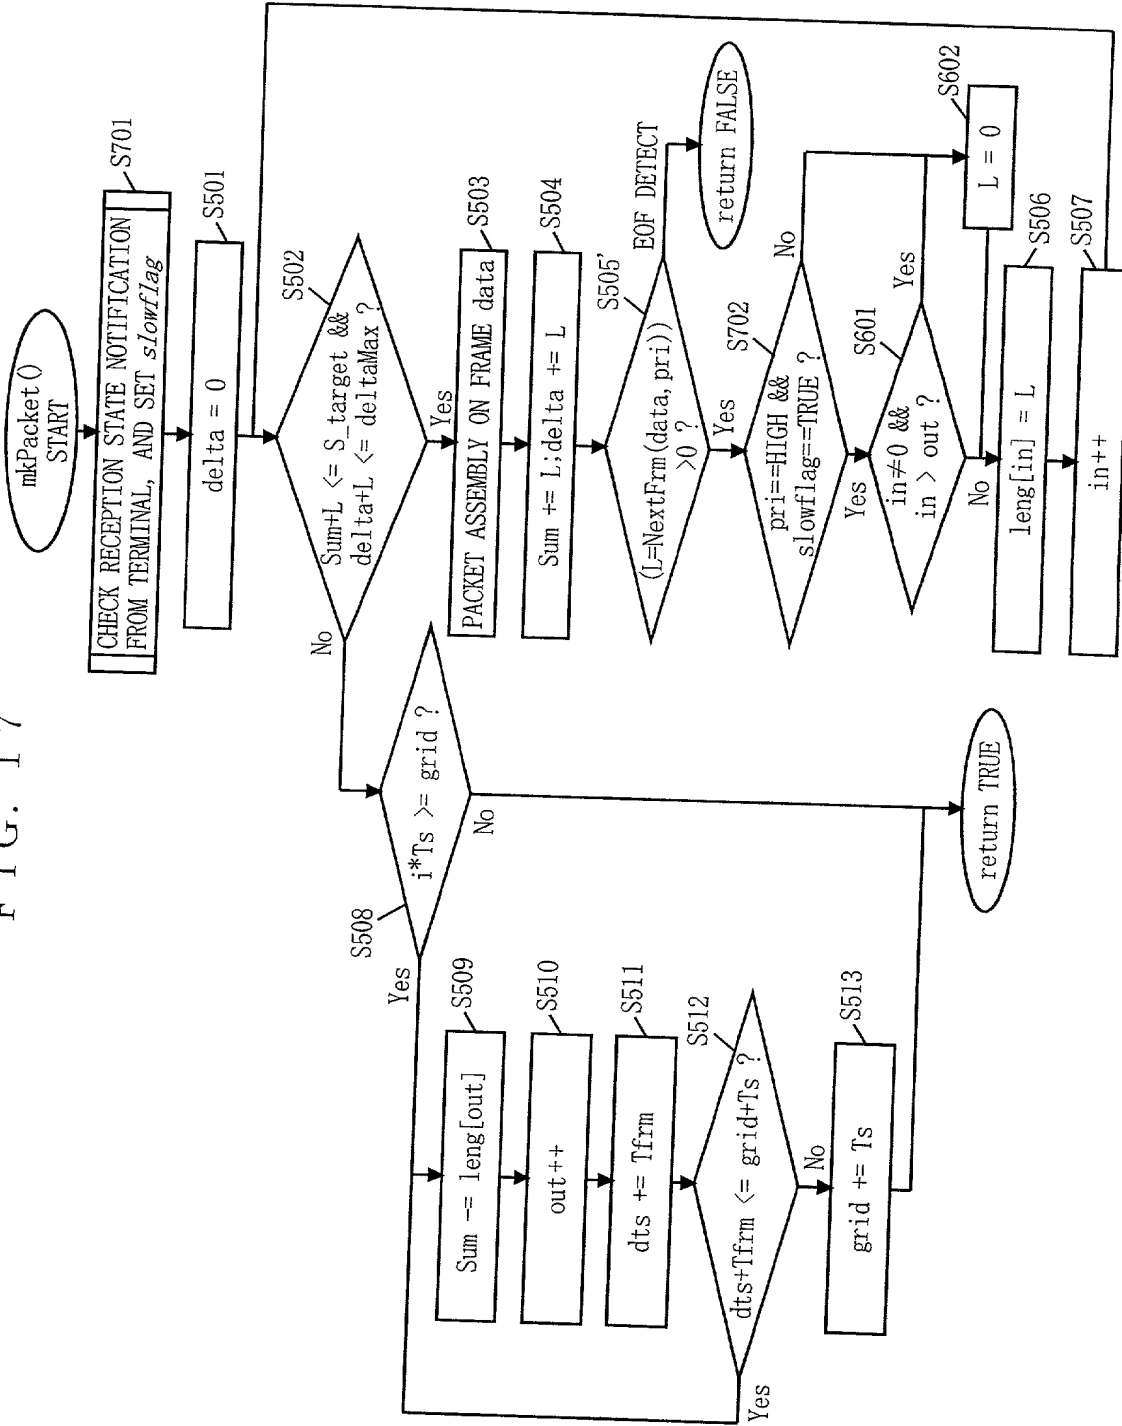 FIG. 17
mkPacket()
START
S701
CHECK RECEPTION STATE NOTIFICATION
FROM TERMINAL, AND SET slowflag
S501
delta = 0
S502
Sum+L <= S_target &&
delta+L <= deltaMax ?
No
Yes
S503
PACKET ASSEMBLY ON FRAME data
S504
Sum += L;delta += L
S505'
(L=NextFrm(data, pri))
>0 ?
EOF DETECT
return FALSE
Yes
S702
pri==HIGH &&
slowflag==TRUE ?
No
Yes
S601
in≠0 &&
in > out ?
Yes
No
S602
L = 0
S506
leng[in] = L
S507
in++
S508
i*Ts >= grid ?
Yes
No
S509
Sum -= leng[out]
S510
out++
S511
dts += Tfrm
S512
dts+Tfrm <= grid+Ts ?
Yes
No
S513
grid += Ts
return TRUE